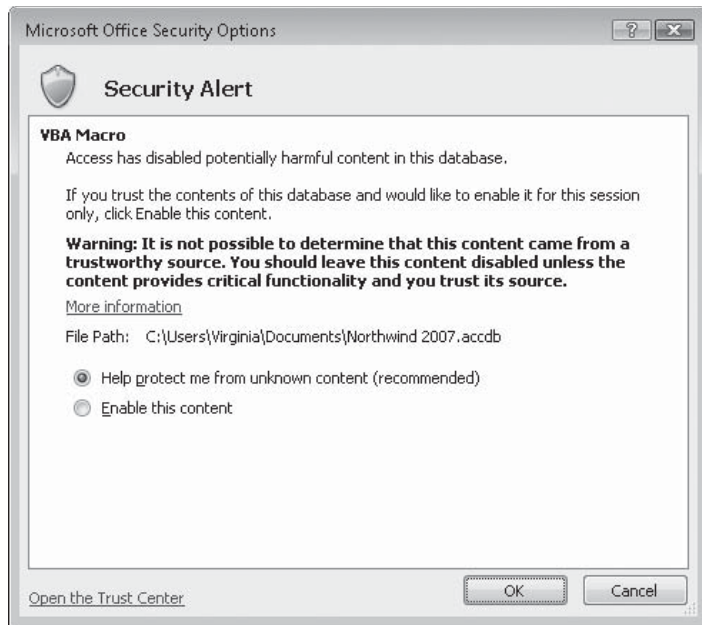 Microsoft Office Security Options
Security Alert
VBA Macro
Access has disabled potentially harmful content in this database.
If you trust the contents of this database and would like to enable it for this session
only, click Enable this content.
Warning: It is not possible to determine that this content came from a
trustworthy source. You should leave this content disabled unless the
content provides critical functionality and you trust its source.
More information
File Path: C:\Users\Virginia\Documents\Northwind 2007.accdb
Help protect me from unknown content (recommended)
Enable this content
Open the Trust Center
OK
Cancel